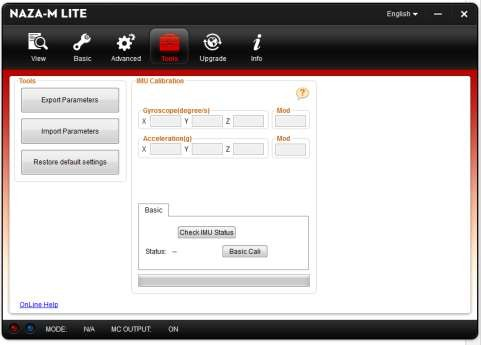 NAZA-M LITE
English
View
Basic
Advanced
Tools
Upgrade
Info
Tools
Export Parameters
Import Parameters
Restore default settings
IMU Calibration
?
Gyroscope(degree/s)
Mod
X
Y
Z
Acceleration(g)
Mod
X
Y
Z
Basic
Check IMU Status
Status: --
Basic Cali
OnLine Help
MODE: N/A MC OUTPUT: ON